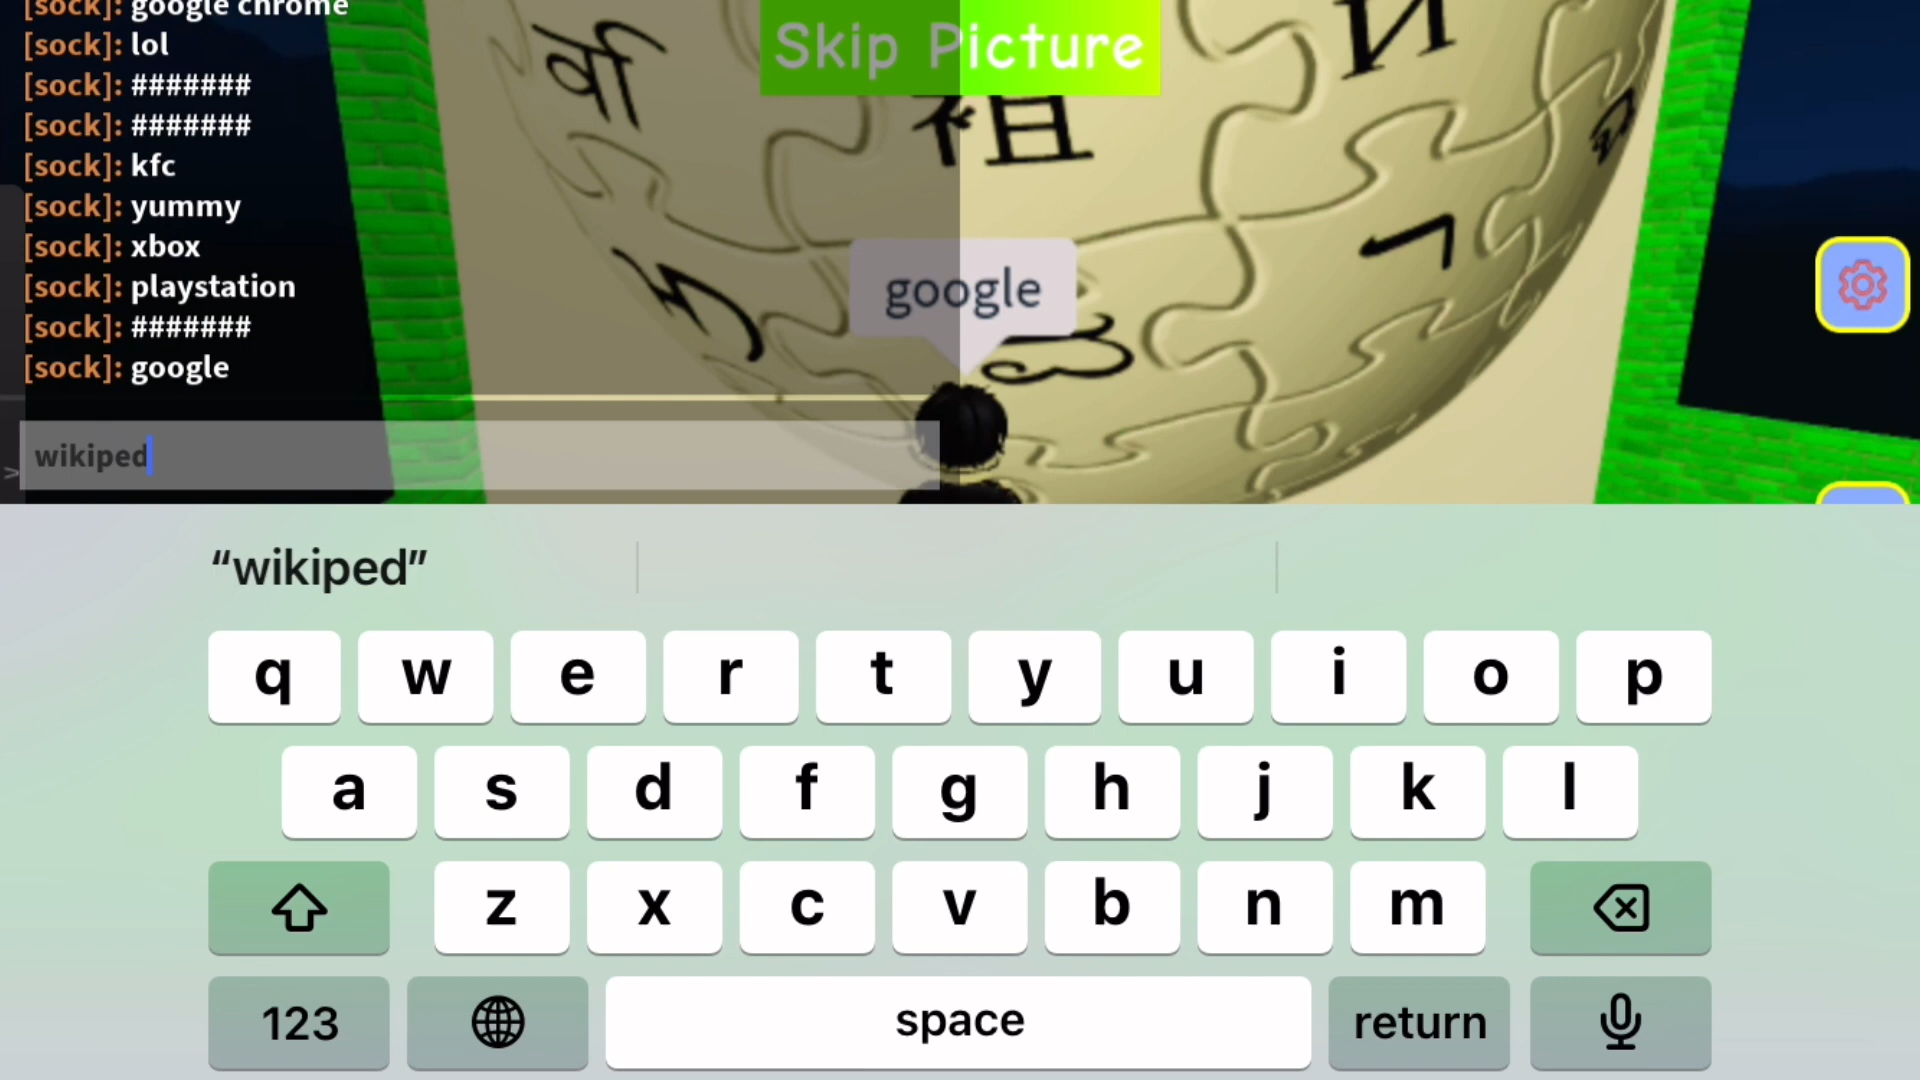 [sock]: google chrome
[sock]: lol
[sock]: #######
[sock]: #######
[sock]: kfc
[sock]: yummy
[sock]: xbox
[sock]: playstation
[sock]: #######
[sock]: google
Skip Picture
र्वा
И
祖
google
ל
> wikiped
“wikiped”
q w e r t y u i o p
a s d f g h j k l
z x c v b n m
123 space return